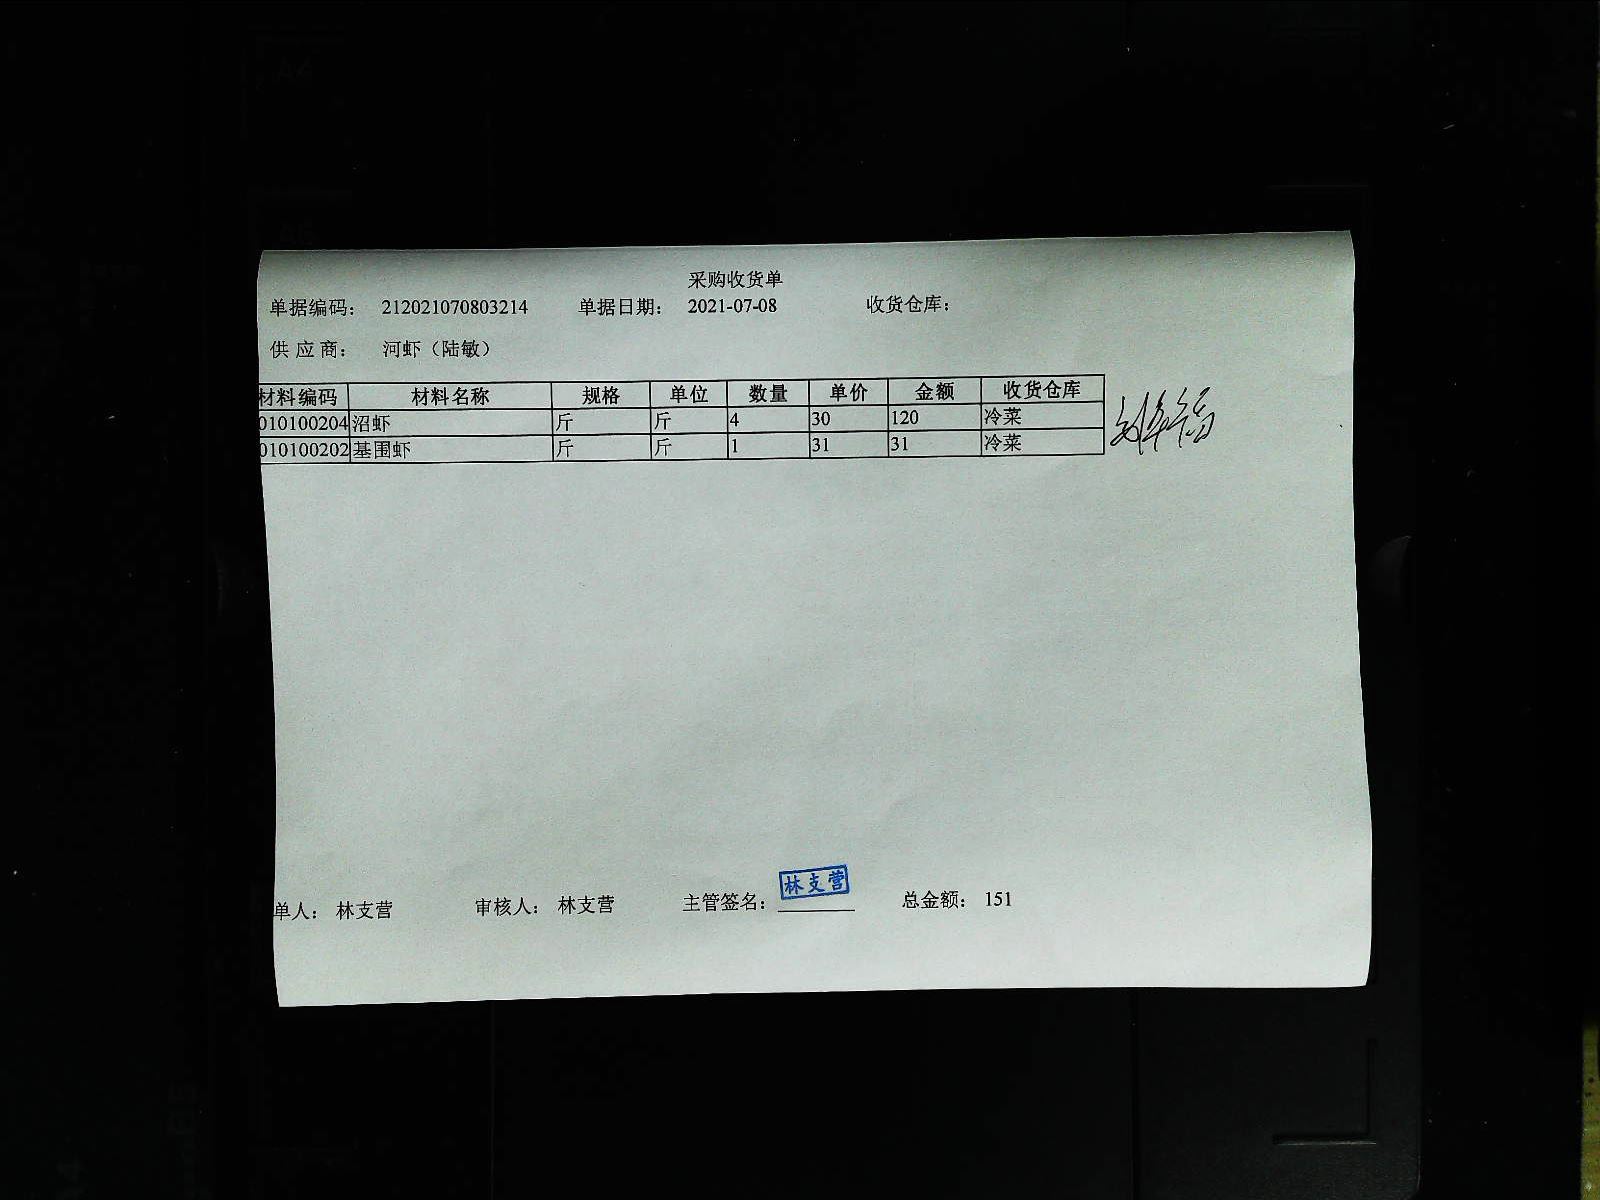 采购收货单
单据编码： 212021070803214 单据日期： 2021-07-08 收货仓库：
供 应 商： 河虾（陆敏）
材料编码 材料名称 规格 单位 数量 单价 金额 收货仓库
010100204 沼虾 斤 斤 4 30 120 冷菜
010100202 基围虾 斤 斤 1 31 31 冷菜
单人： 林支营 审核人： 林支营 主管签名： 林支营 总金额： 151